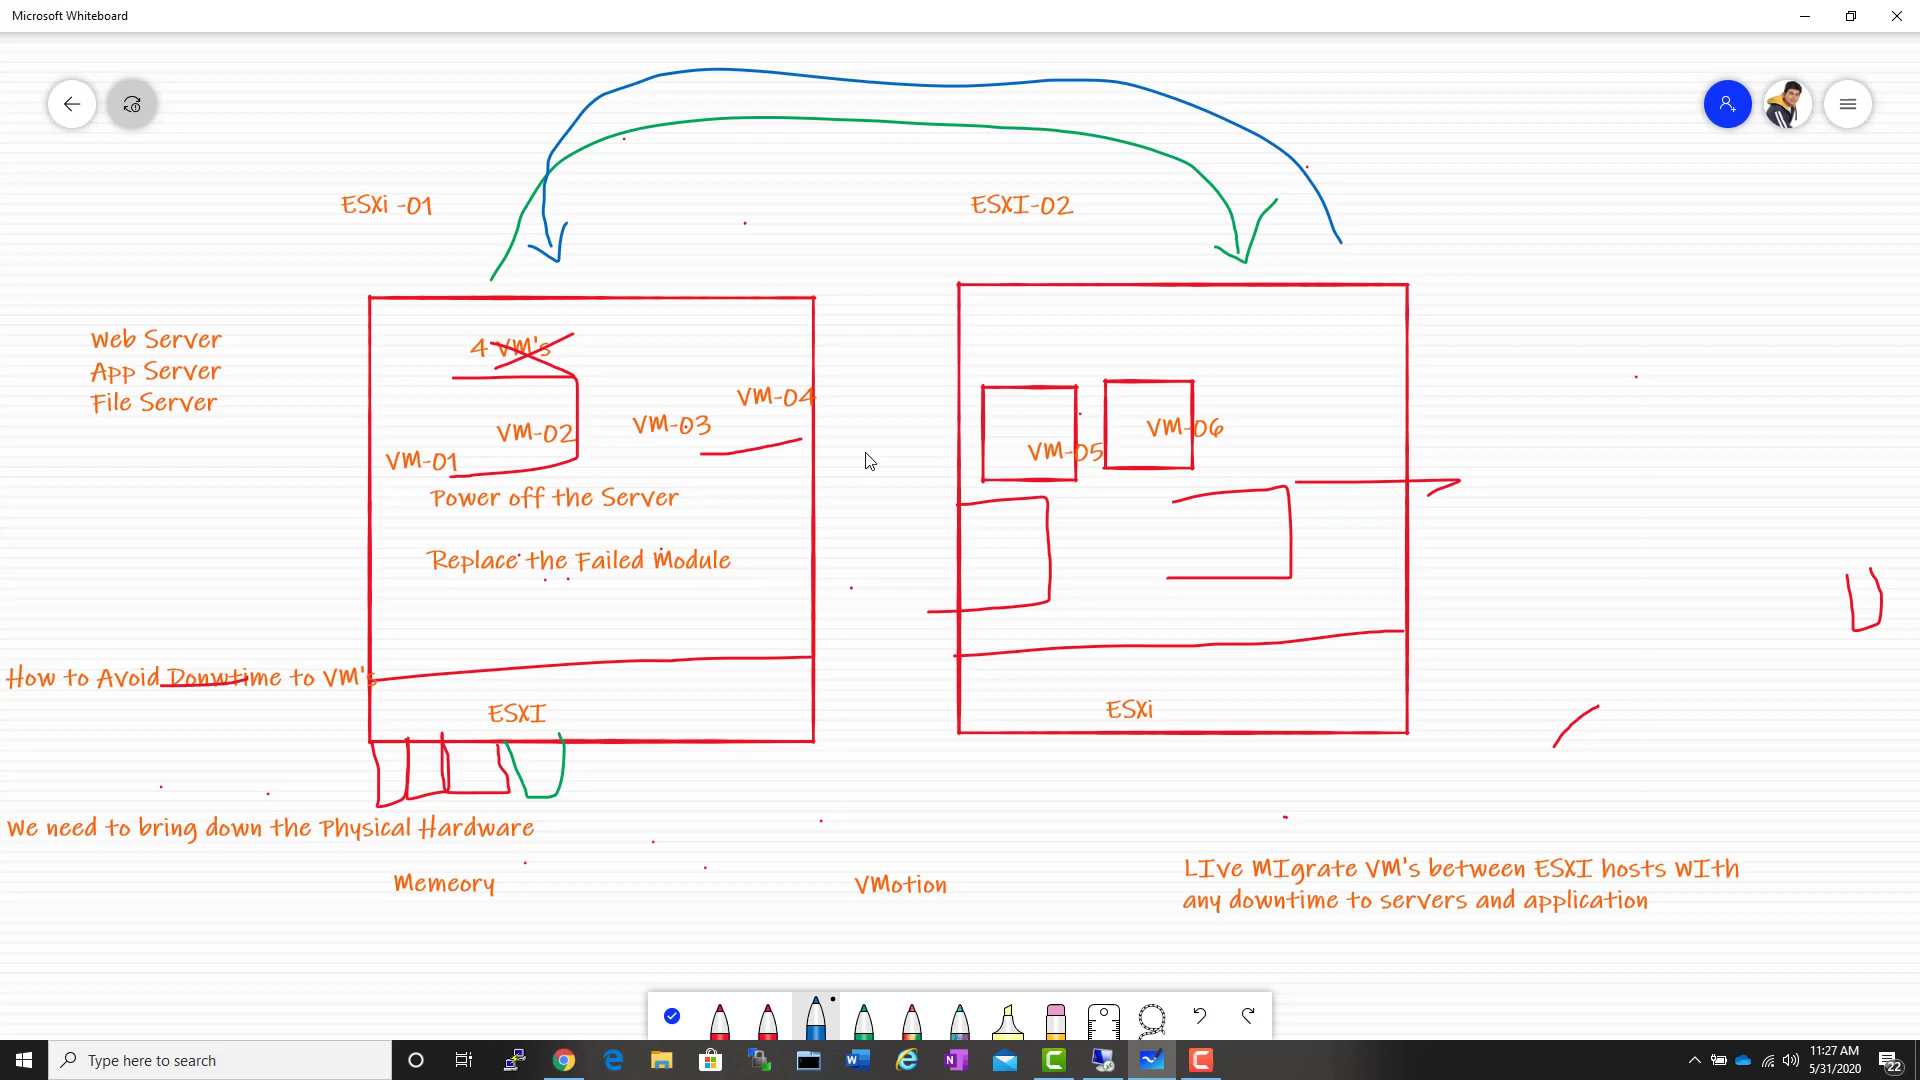 Microsoft Whiteboard
ESXi -01
ESXI-02
Web Server
App Server
File Server
4 VM's
VM-01
VM-02
VM-03
VM-04
VM-05
VM-06
Power off the Server
Replace the Failed Module
How to Avoid Donwtime to VM's
ESXI
ESXi
We need to bring down the Physical Hardware
Memeory
VMotion
LIve MIgrate VM's between ESXI hosts WIth
any downtime to servers and application
Type here to search
11:27 AM
5/31/2020
22